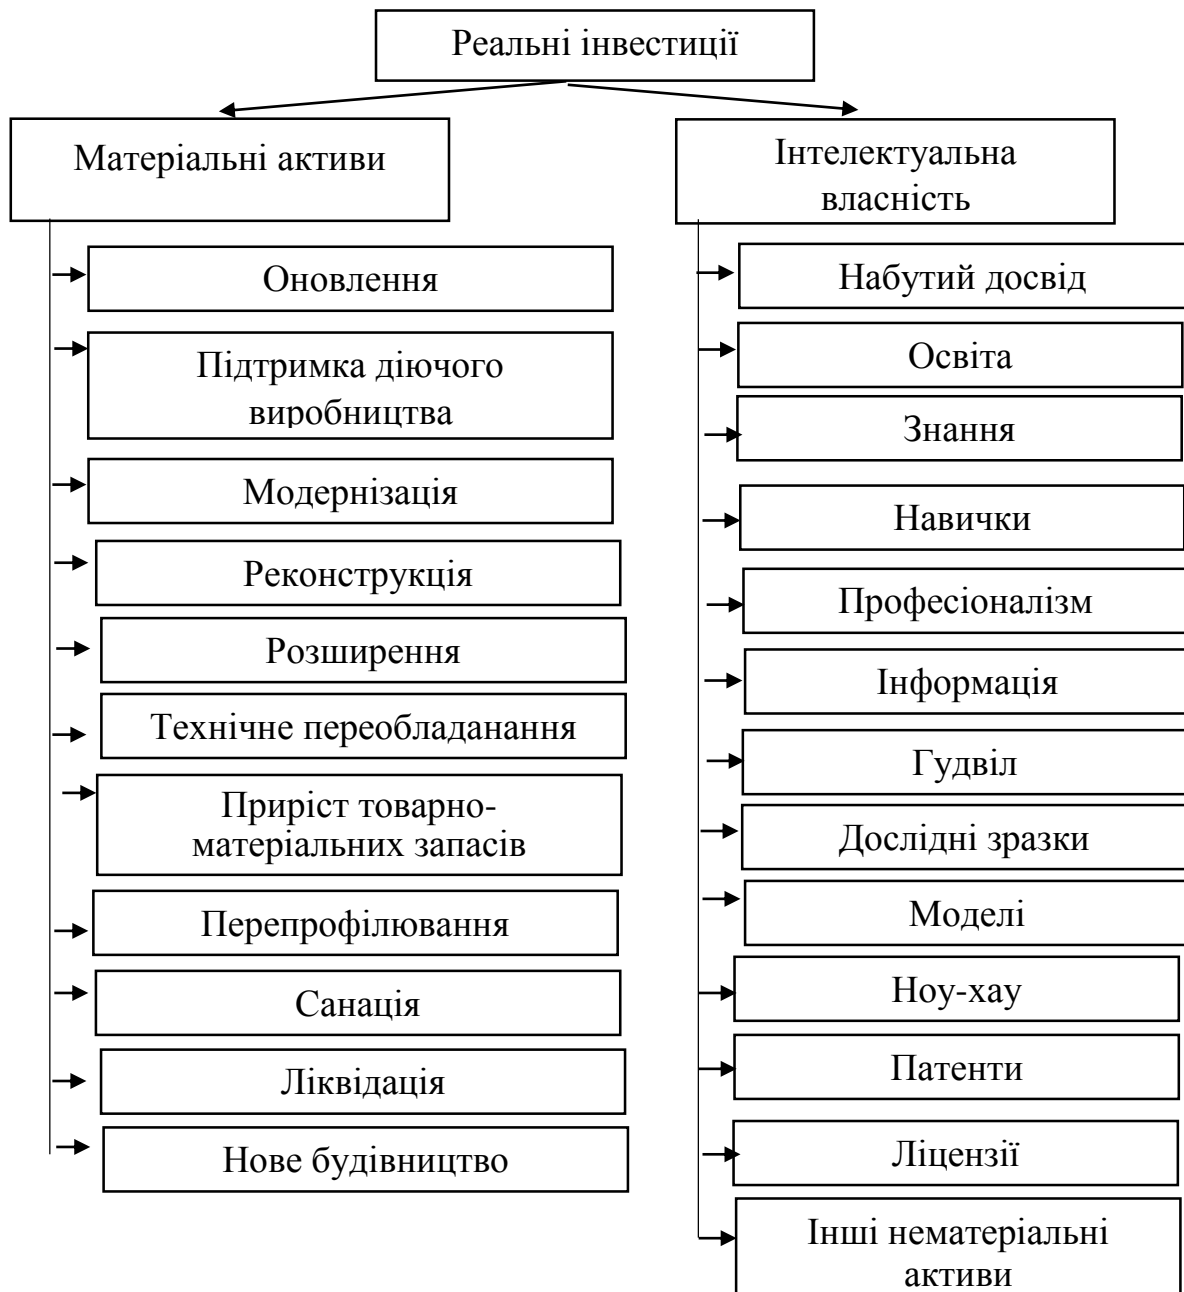 Реальні інвестиції
Матеріальні активи
Оновлення
Підтримка діючого
виробництва
Модернізація
Реконструкція
Розширення
Технічне переобладанання
Приріст товарно-
матеріальних запасів
Перепрофілювання
Санація
Ліквідація
Нове будівництво
Інтелектуальна
власність
Набутий досвід
Освіта
Знання
Навички
Професіоналізм
Інформація
Гудвіл
Дослідні зразки
Моделі
Ноу-хау
Патенти
Ліцензії
Інші нематеріальні
активи